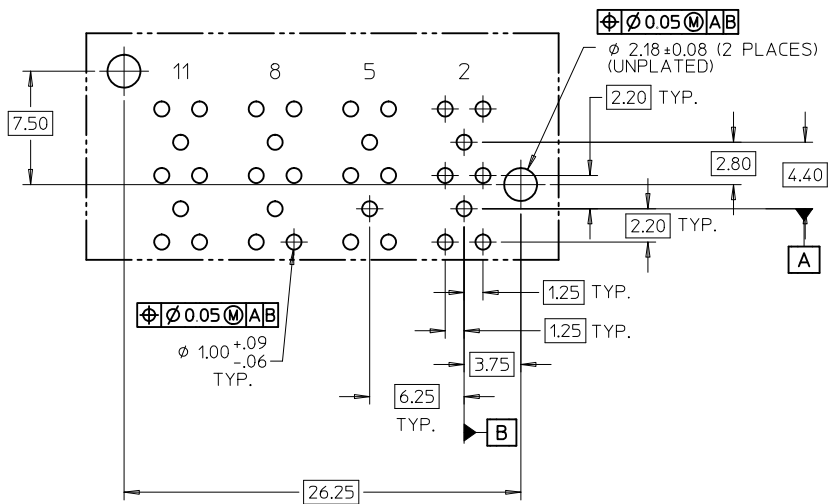 ⌖ Ø 0.05 Ⓜ A B
Ø 2.18 ±0.08 (2 PLACES)
(UNPLATED)
11 8 5 2
2.20 TYP.
7.50
2.80
4.40
2.20 TYP.
A
1.25 TYP.
⌖ Ø 0.05 Ⓜ A B
1.25 TYP.
Ø 1.00 +.09
-.06
TYP.
3.75
6.25
TYP.
B
26.25